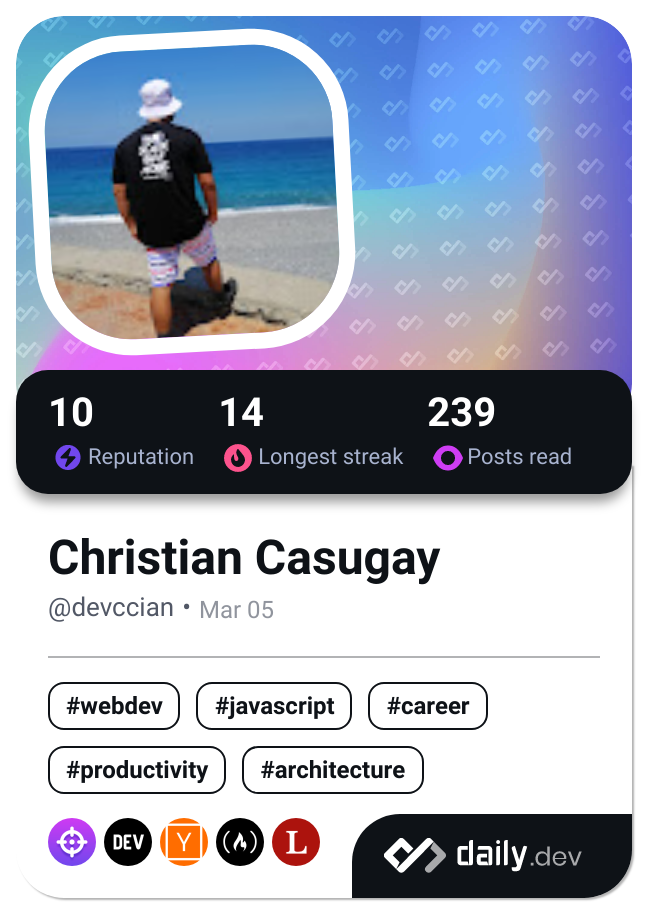 10 14 239
Reputation Longest streak Posts read
Christian Casugay
@devccian • Mar 05
#webdev #javascript #career
#productivity #architecture
DEV Y L
daily.dev